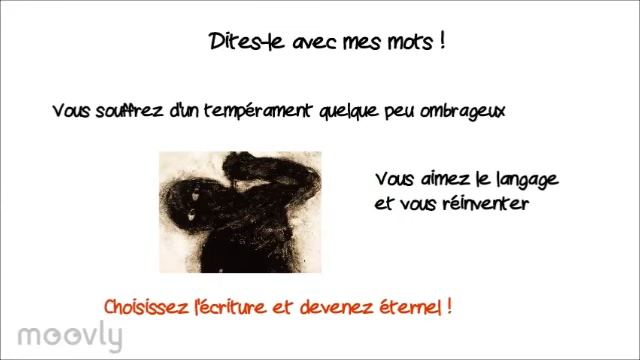 Dites-le avec mes mots !
Vous souffrez d'un tempérament quelque peu ombrageux
Vous aimez le langage
et vous réinventer
Choisissez l'écriture et devenez éternel !
moovly